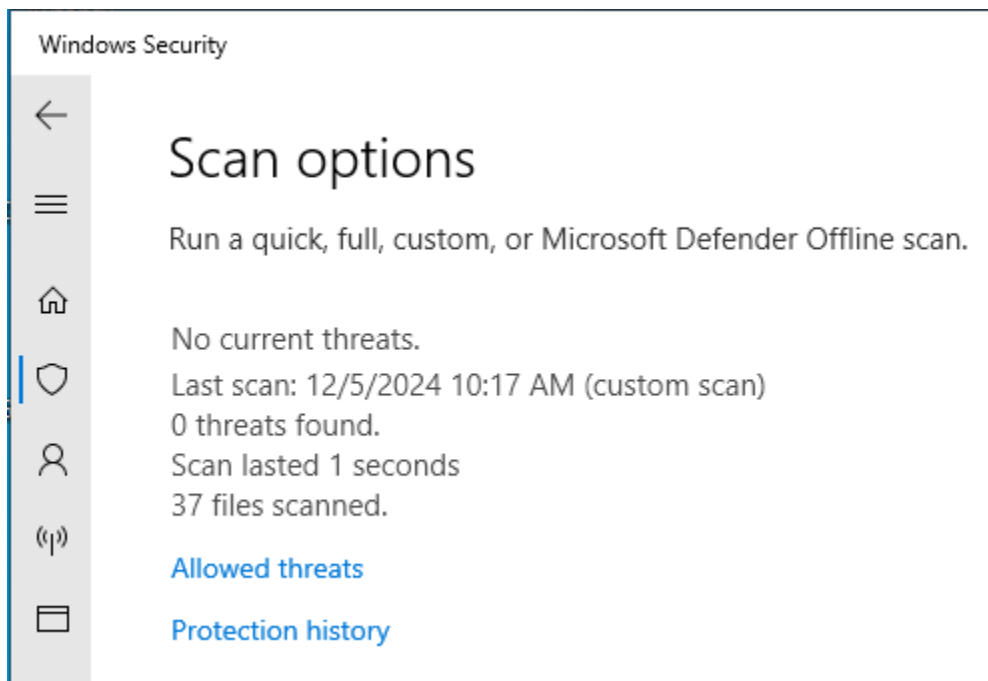 Windows Security
Scan options
Run a quick, full, custom, or Microsoft Defender Offline scan.
No current threats.
Last scan: 12/5/2024 10:17 AM (custom scan)
0 threats found.
Scan lasted 1 seconds
37 files scanned.
Allowed threats
Protection history